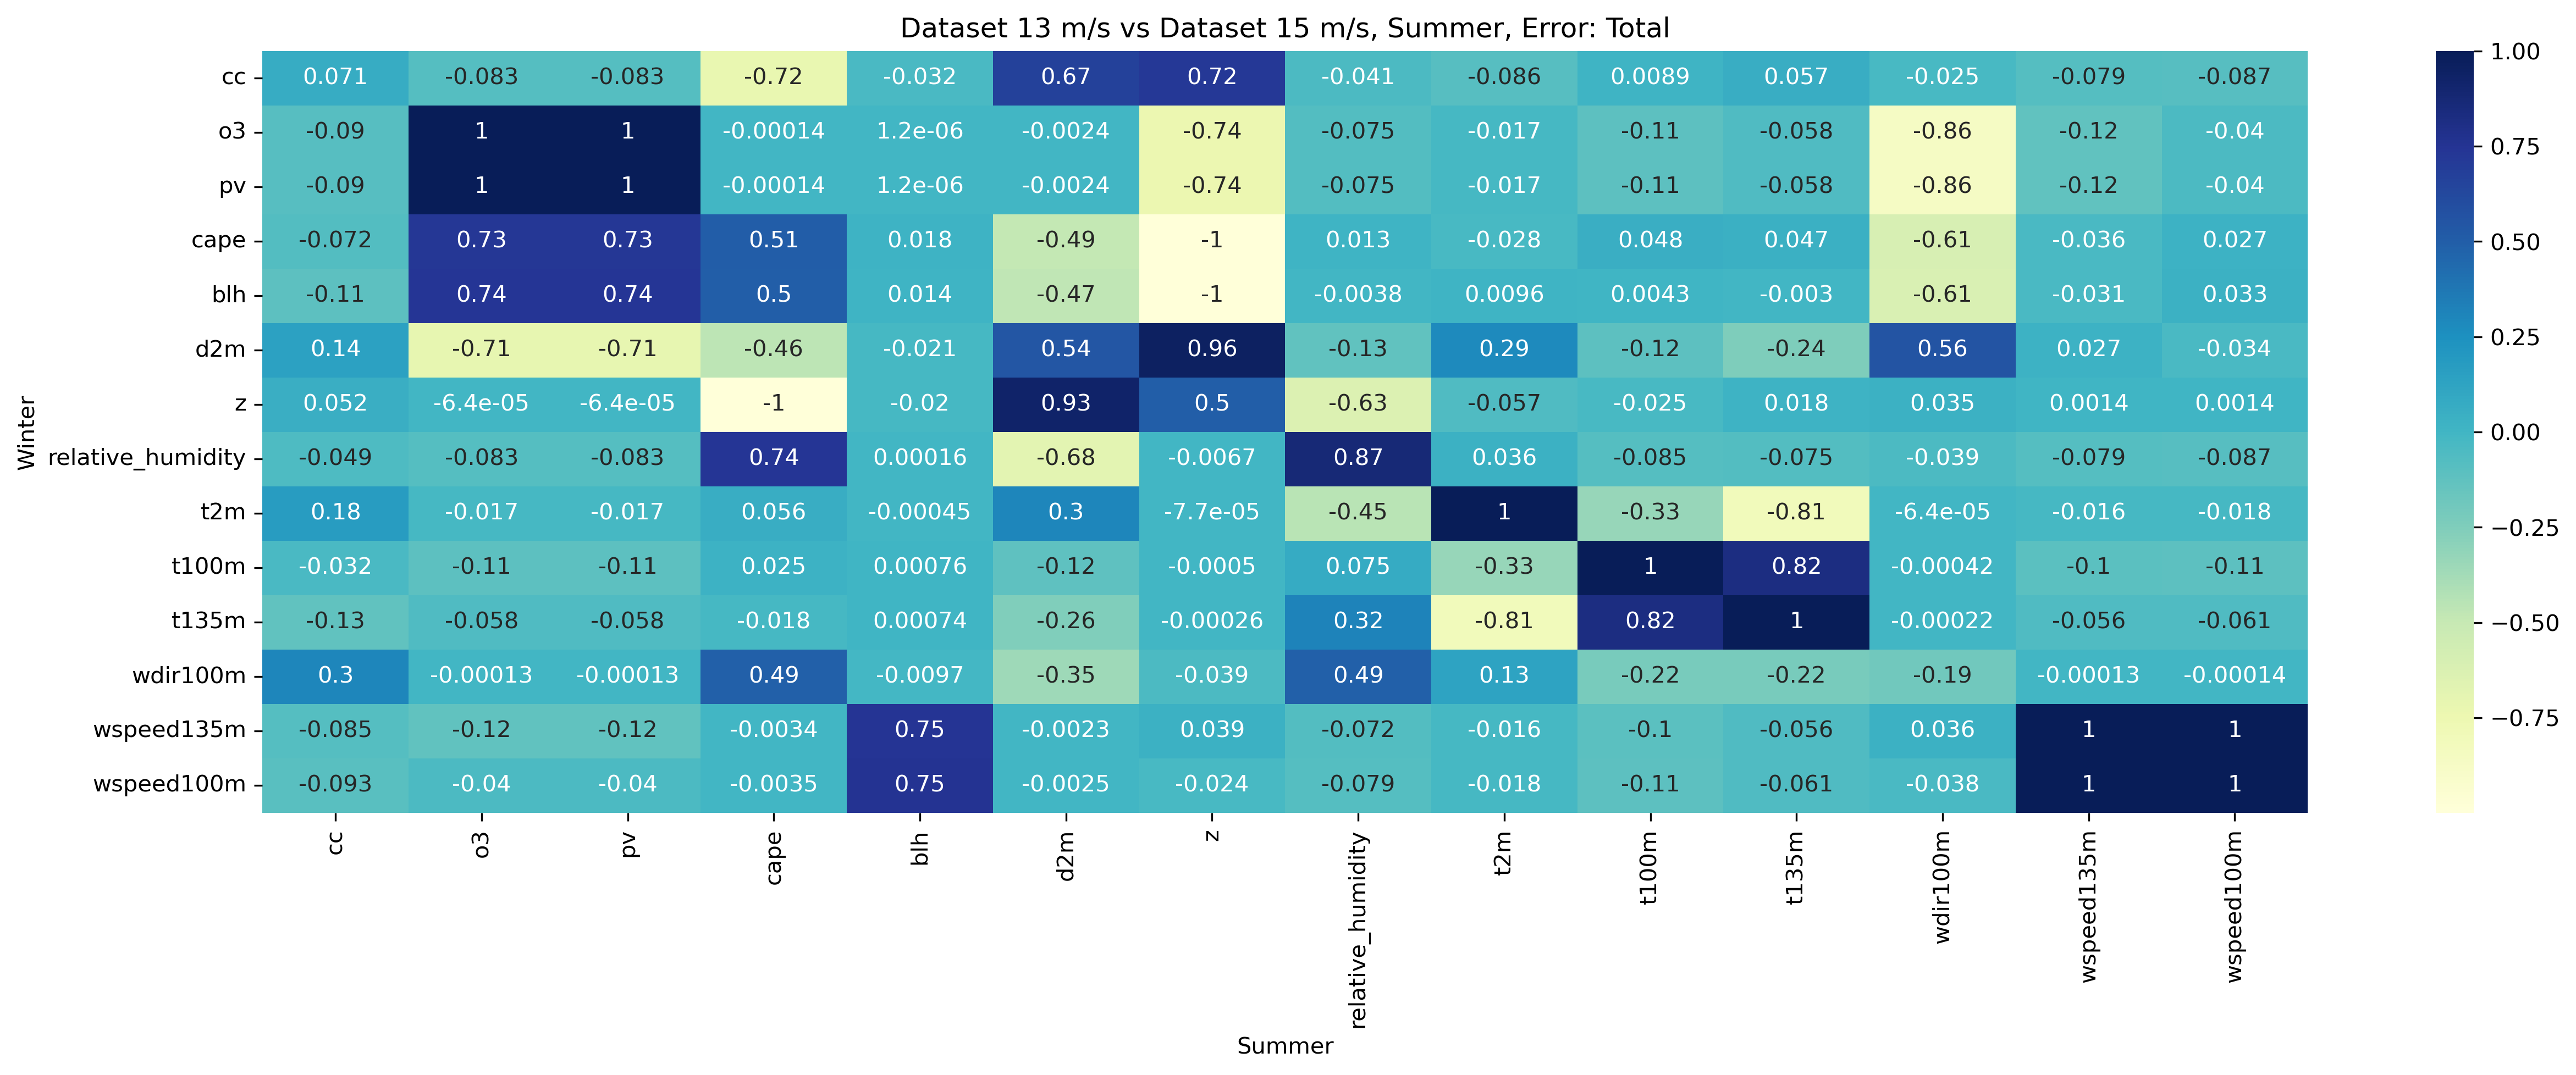 Dataset 13 m/s vs Dataset 15 m/s, Summer, Error: Total
cc 0.071 -0.083 -0.083 -0.72 -0.032 0.67 0.72 -0.041 -0.086 0.0089 0.057 -0.025 -0.079 -0.087
o3 -0.09 1 1 -0.00014 1.2e-06 -0.0024 -0.74 -0.075 -0.017 -0.11 -0.058 -0.86 -0.12 -0.04
pv -0.09 1 1 -0.00014 1.2e-06 -0.0024 -0.74 -0.075 -0.017 -0.11 -0.058 -0.86 -0.12 -0.04
cape -0.072 0.73 0.73 0.51 0.018 -0.49 -1 0.013 -0.028 0.048 0.047 -0.61 -0.036 0.027
blh -0.11 0.74 0.74 0.5 0.014 -0.47 -1 -0.0038 0.0096 0.0043 -0.003 -0.61 -0.031 0.033
d2m 0.14 -0.71 -0.71 -0.46 -0.021 0.54 0.96 -0.13 0.29 -0.12 -0.24 0.56 0.027 -0.034
z 0.052 -6.4e-05 -6.4e-05 -1 -0.02 0.93 0.5 -0.63 -0.057 -0.025 0.018 0.035 0.0014 0.0014
relative_humidity -0.049 -0.083 -0.083 0.74 0.00016 -0.68 -0.0067 0.87 0.036 -0.085 -0.075 -0.039 -0.079 -0.087
t2m 0.18 -0.017 -0.017 0.056 -0.00045 0.3 -7.7e-05 -0.45 1 -0.33 -0.81 -6.4e-05 -0.016 -0.018
t100m -0.032 -0.11 -0.11 0.025 0.00076 -0.12 -0.0005 0.075 -0.33 1 0.82 -0.00042 -0.1 -0.11
t135m -0.13 -0.058 -0.058 -0.018 0.00074 -0.26 -0.00026 0.32 -0.81 0.82 1 -0.00022 -0.056 -0.061
wdir100m 0.3 -0.00013 -0.00013 0.49 -0.0097 -0.35 -0.039 0.49 0.13 -0.22 -0.22 -0.19 -0.00013 -0.00014
wspeed135m -0.085 -0.12 -0.12 -0.0034 0.75 -0.0023 0.039 -0.072 -0.016 -0.1 -0.056 0.036 1 1
wspeed100m -0.093 -0.04 -0.04 -0.0035 0.75 -0.0025 -0.024 -0.079 -0.018 -0.11 -0.061 -0.038 1 1
Winter
cc o3 pv cape blh d2m z relative_humidity t2m t100m t135m wdir100m wspeed135m wspeed100m
Summer
1.00
0.75
0.50
0.25
0.00
−0.25
−0.50
−0.75